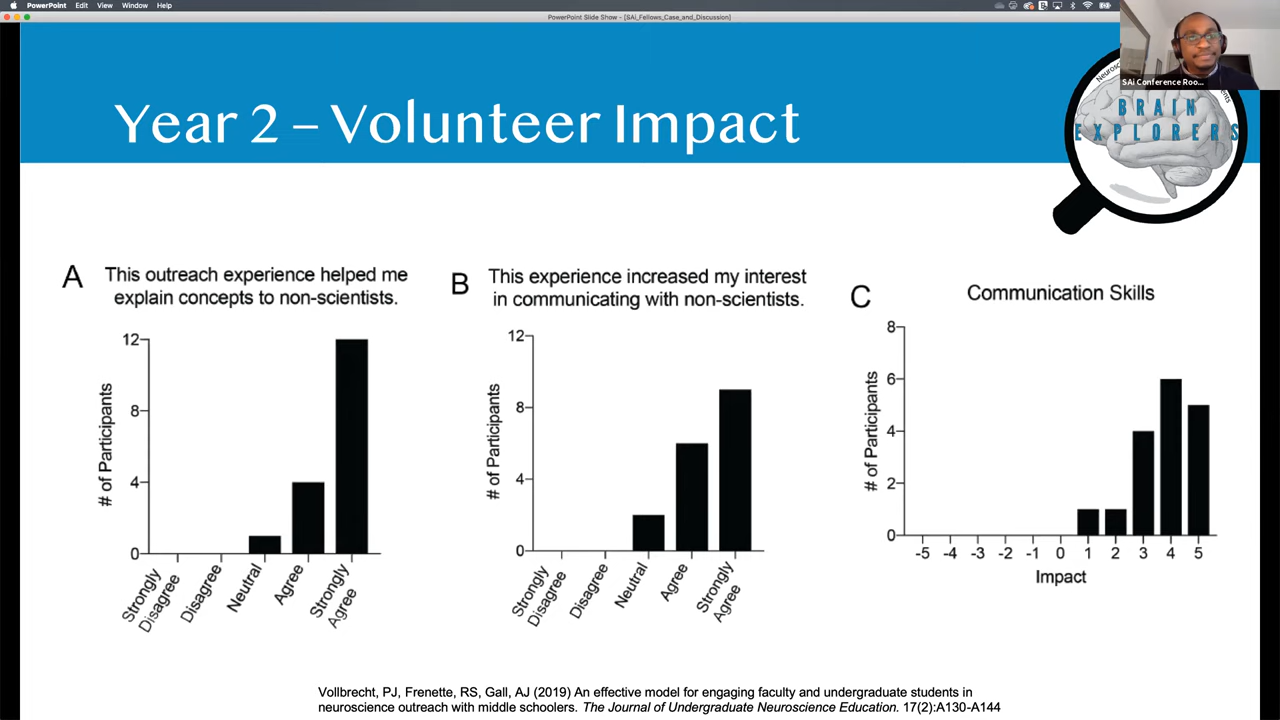 PowerPoint Edit View Window Help
PowerPoint Slide Show - [SAi_Fellows_Case_and_Discussion]
SAi Conference Roo...
Year 2 – Volunteer Impact
BRAIN
EXPLORERS
A
This outreach experience helped me
explain concepts to non-scientists.
# of Participants
12
8
4
0
Strongly
Disagree
Disagree
Neutral
Agree
Strongly
Agree
B
This experience increased my interest
in communicating with non-scientists.
# of Participants
12
8
4
0
Strongly
Disagree
Disagree
Neutral
Agree
Strongly
Agree
C
Communication Skills
# of Participants
8
6
4
2
0
-5 -4 -3 -2 -1 0 1 2 3 4 5
Impact
Vollbrecht, PJ, Frenette, RS, Gall, AJ (2019) An effective model for engaging faculty and undergraduate students in
neuroscience outreach with middle schoolers. The Journal of Undergraduate Neuroscience Education. 17(2):A130-A144